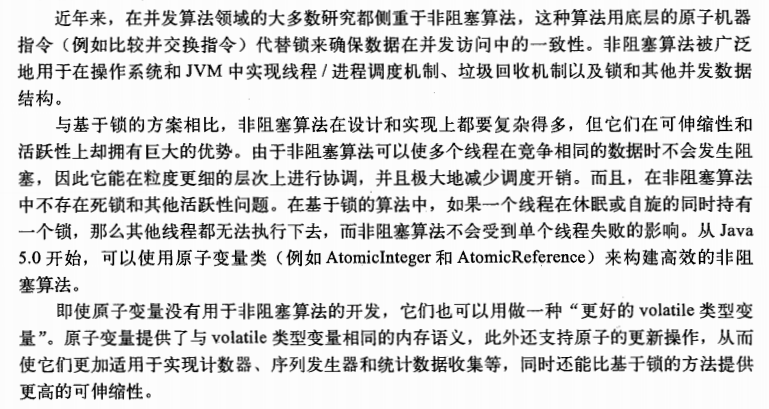 近年来，在并发算法领域的大多数研究都侧重于非阻塞算法，这种算法用底层的原子机器
指令（例如比较并交换指令）代替锁来确保数据在并发访问中的一致性。非阻塞算法被广泛
地用于在操作系统和 JVM 中实现线程 / 进程调度机制、垃圾回收机制以及锁和其他并发数据
结构。
与基于锁的方案相比，非阻塞算法在设计和实现上都要复杂得多，但它们在可伸缩性和
活跃性上却拥有巨大的优势。由于非阻塞算法可以使多个线程在竞争相同的数据时不会发生阻
塞，因此它能在粒度更细的层次上进行协调，并且极大地减少调度开销。而且，在非阻塞算法
中不存在死锁和其他活跃性问题。在基于锁的算法中，如果一个线程在休眠或自旋的同时持有
一个锁，那么其他线程都无法执行下去，而非阻塞算法不会受到单个线程失败的影响。从 Java
5.0 开始，可以使用原子变量类（例如 AtomicInteger 和 AtomicReference）来构建高效的非阻
塞算法。
即使原子变量没有用于非阻塞算法的开发，它们也可以用做一种“更好的 volatile 类型变
量”。原子变量提供了与 volatile 类型变量相同的内存语义，此外还支持原子的更新操作，从而
使它们更加适用于实现计数器、序列发生器和统计数据收集等，同时还能比基于锁的方法提供
更高的可伸缩性。